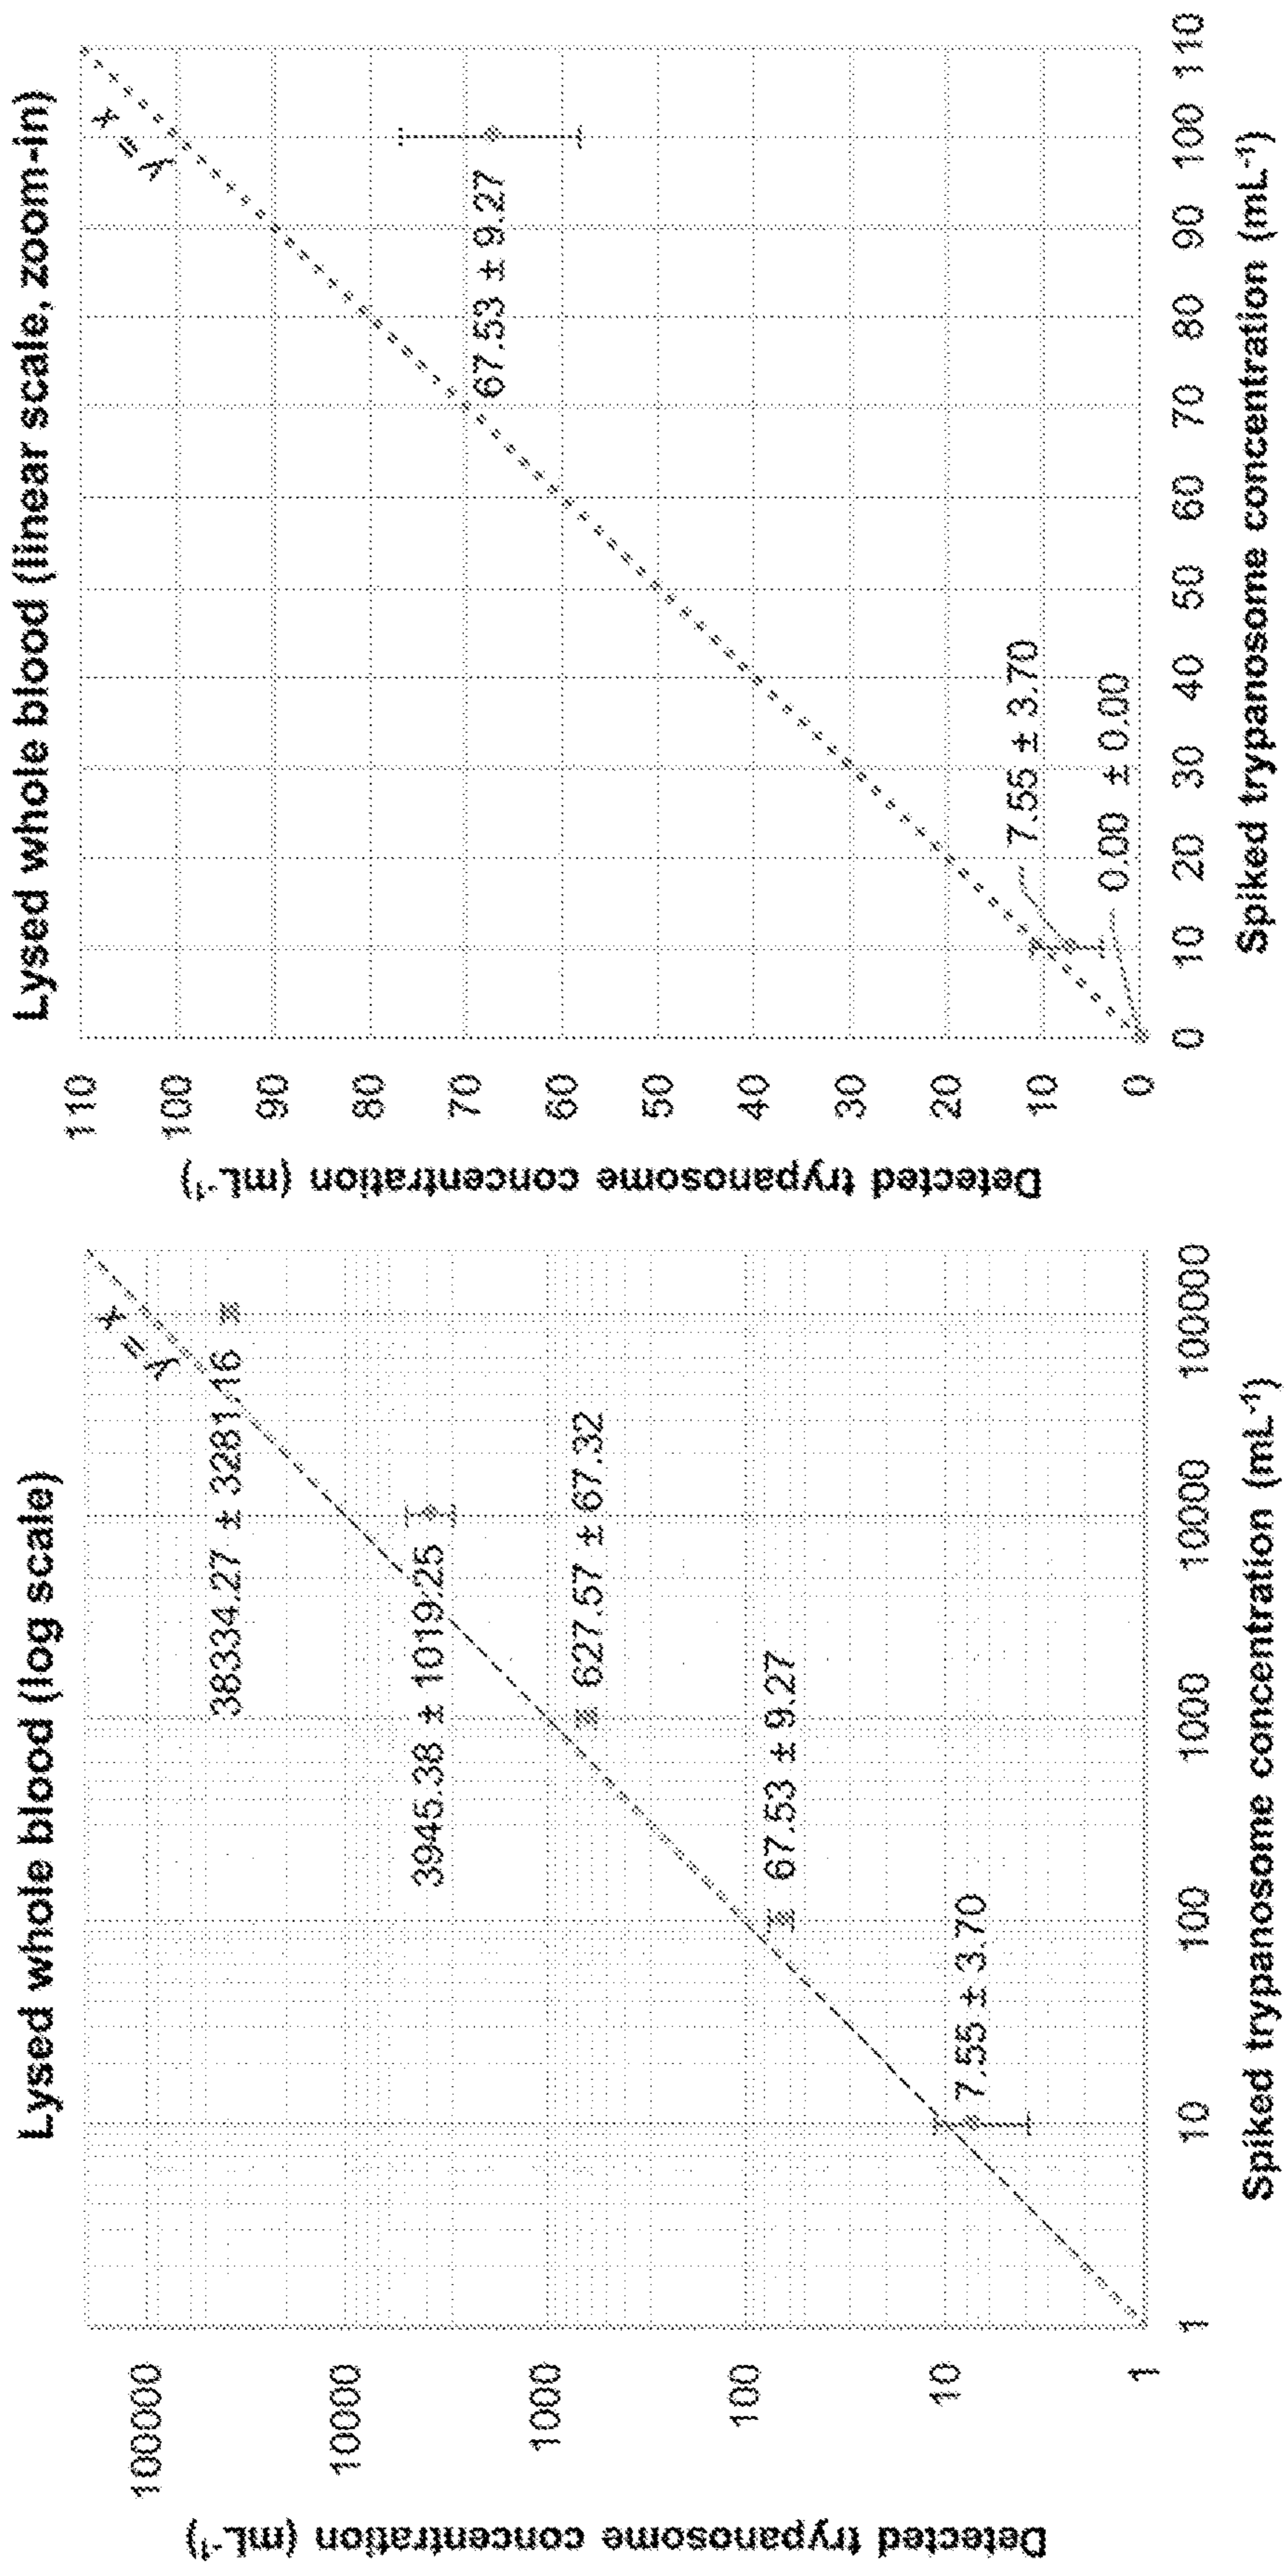 Lysed whole blood (log scale)
Detected trypanosome concentration (mL⁻¹)
100000
10000
1000
100
10
1
y = x
38334.27 ± 3281.16
3945.38 ± 1019.25
627.57 ± 67.32
67.53 ± 9.27
7.55 ± 3.70
1
10
100
1000
10000
100000
Spiked trypanosome concentration (mL⁻¹)
Lysed whole blood (linear scale, zoom-in)
Detected trypanosome concentration (mL⁻¹)
110
100
90
80
70
60
50
40
30
20
10
0
y = x
67.53 ± 9.27
7.55 ± 3.70
0.00 ± 0.00
0
10
20
30
40
50
60
70
80
90
100
110
Spiked trypanosome concentration (mL⁻¹)